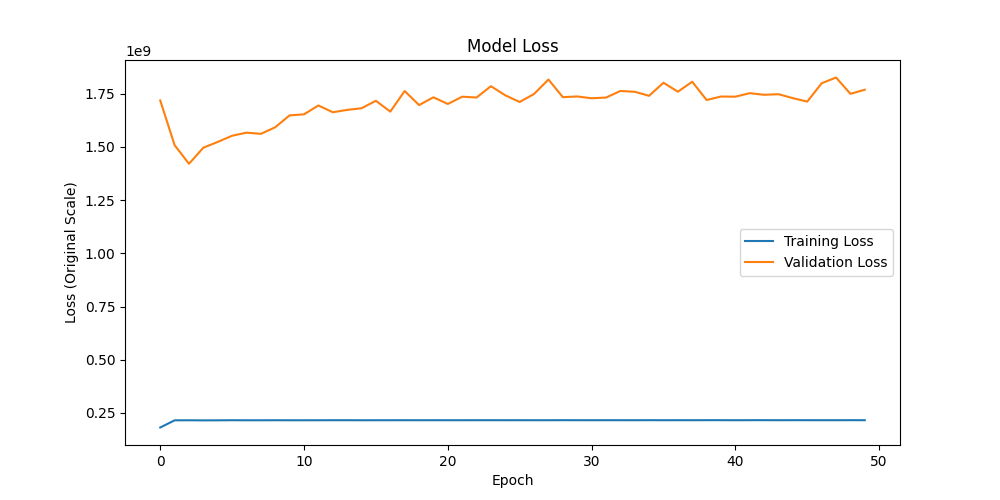 Model Loss
1e9
Loss (Original Scale)
1.75
1.50
1.25
1.00
0.75
0.50
0.25
Training Loss
Validation Loss
0 10 20 30 40 50
Epoch